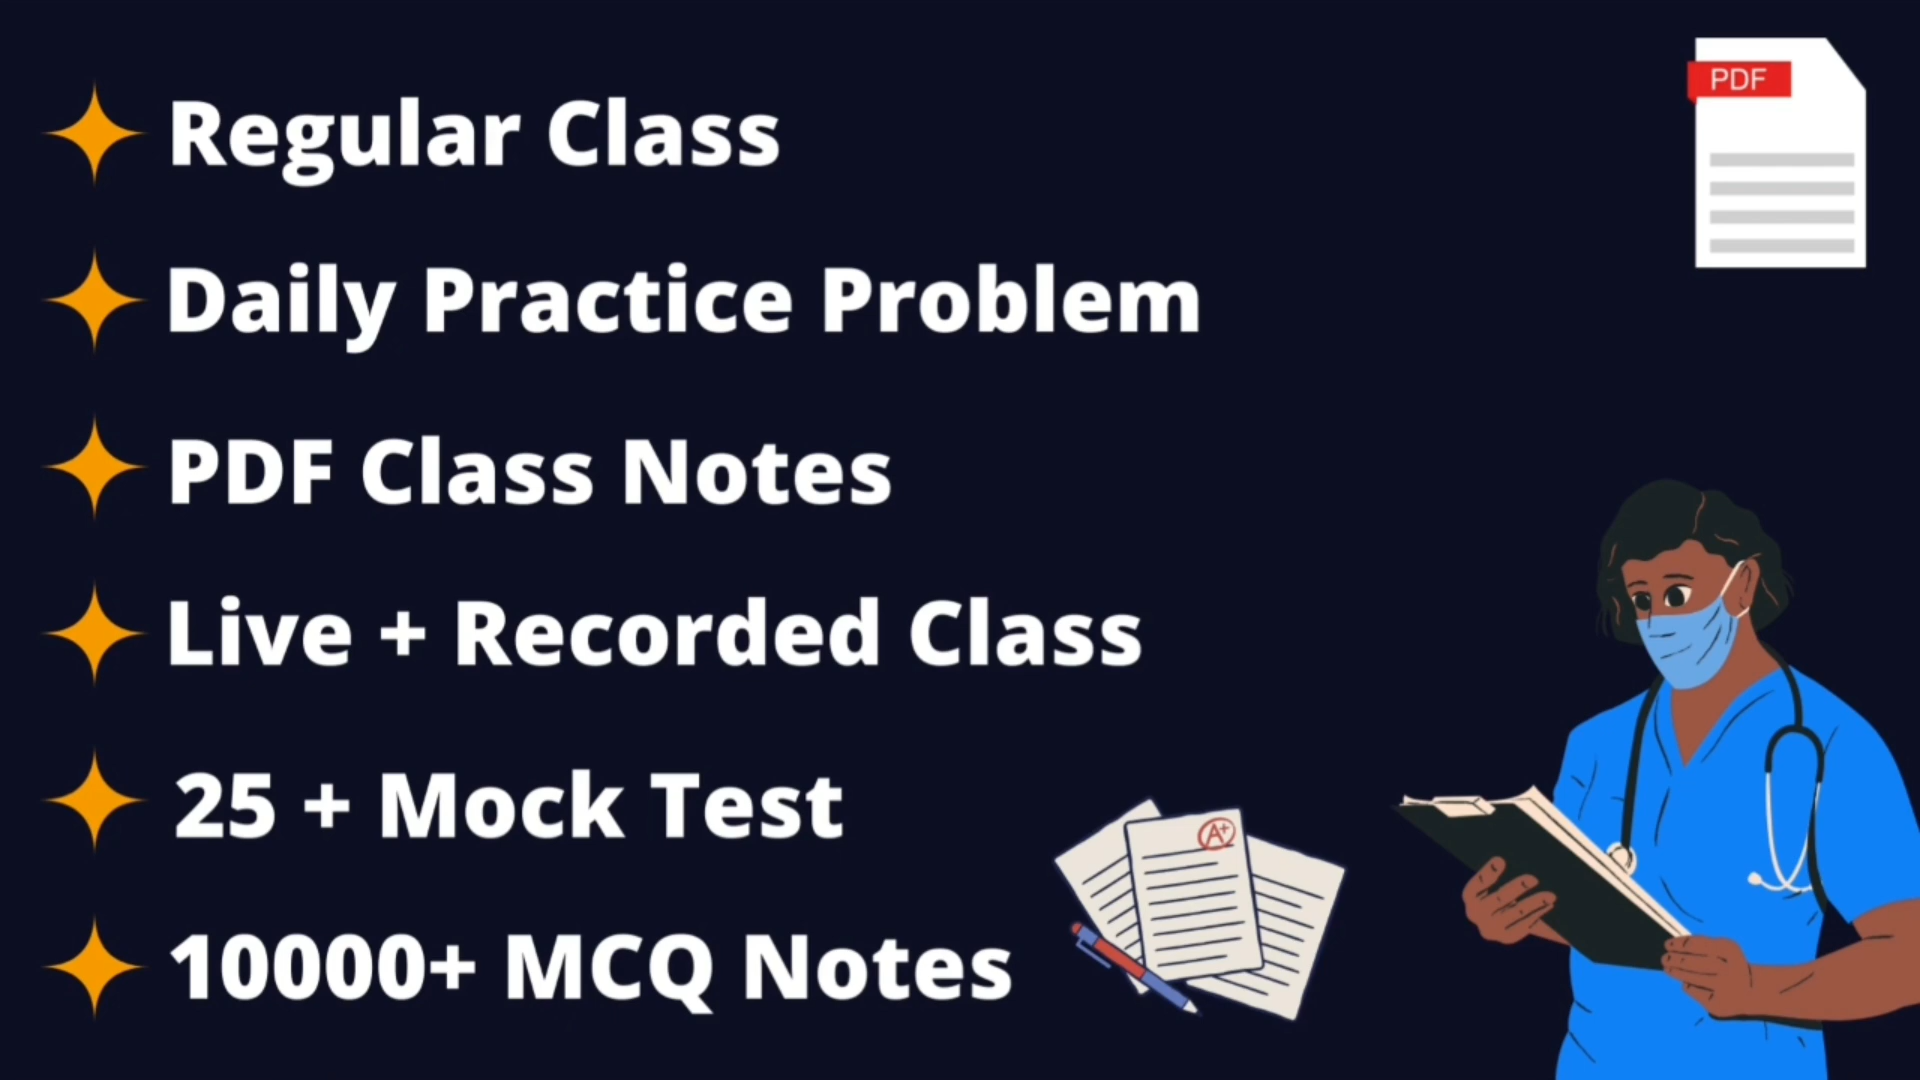 Regular Class
PDF
Daily Practice Problem
PDF Class Notes
Live + Recorded Class
25 + Mock Test
A+
10000+ MCQ Notes